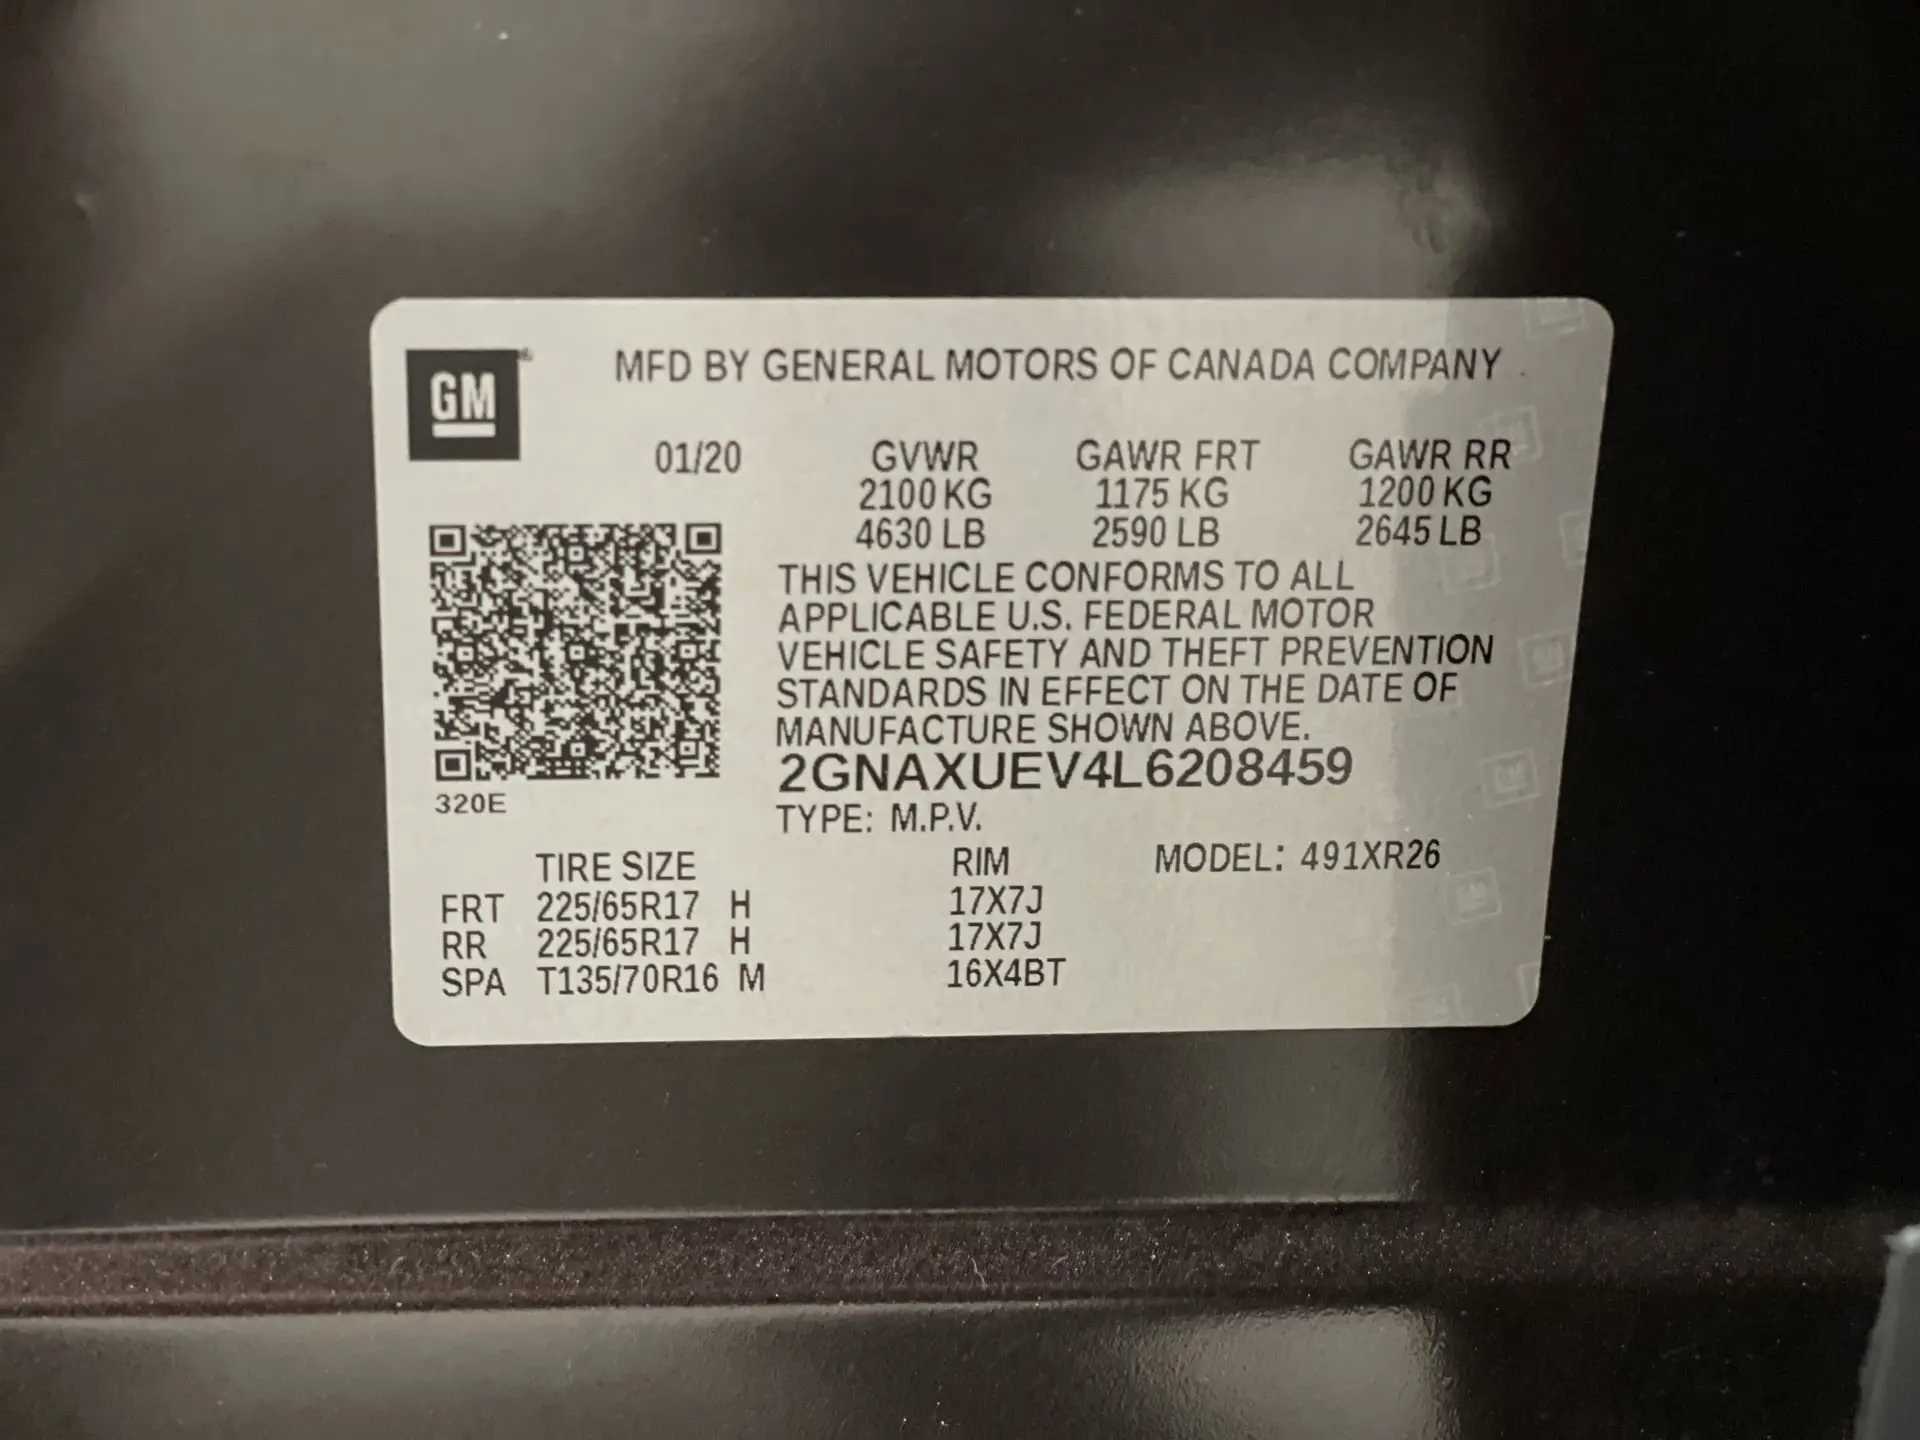 GM
MFD BY GENERAL MOTORS OF CANADA COMPANY
01/20 GVWR GAWR FRT GAWR RR
2100 KG 1175 KG 1200 KG
4630 LB 2590 LB 2645 LB
THIS VEHICLE CONFORMS TO ALL
APPLICABLE U.S. FEDERAL MOTOR
VEHICLE SAFETY AND THEFT PREVENTION
STANDARDS IN EFFECT ON THE DATE OF
MANUFACTURE SHOWN ABOVE.
2GNAXUEV4L6208459
320E
TYPE: M.P.V.
TIRE SIZE RIM MODEL: 491XR26
FRT 225/65R17 H 17X7J
RR 225/65R17 H 17X7J
SPA T135/70R16 M 16X4BT